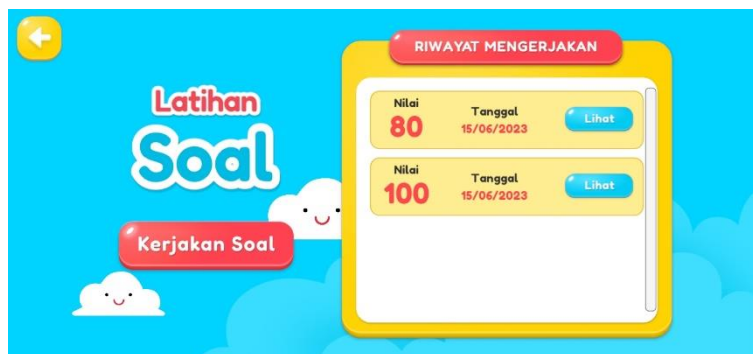 Latihan
Soal
Kerjakan Soal
RIWAYAT MENGERJAKAN
Nilai
80
Tanggal
15/06/2023
Lihat
Nilai
100
Tanggal
15/06/2023
Lihat